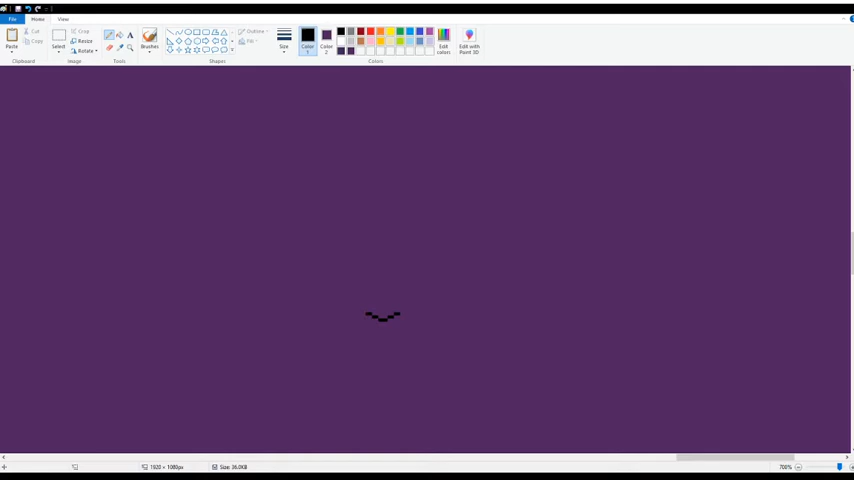 File Home View
Paste Cut Copy Select Crop Resize Rotate Brushes Outline Fill Size Color 1 Color 2 Edit colors Edit with Paint 3D
Clipboard Image Tools Shapes Colors
1920 × 1080px Size: 36.0KB 700%